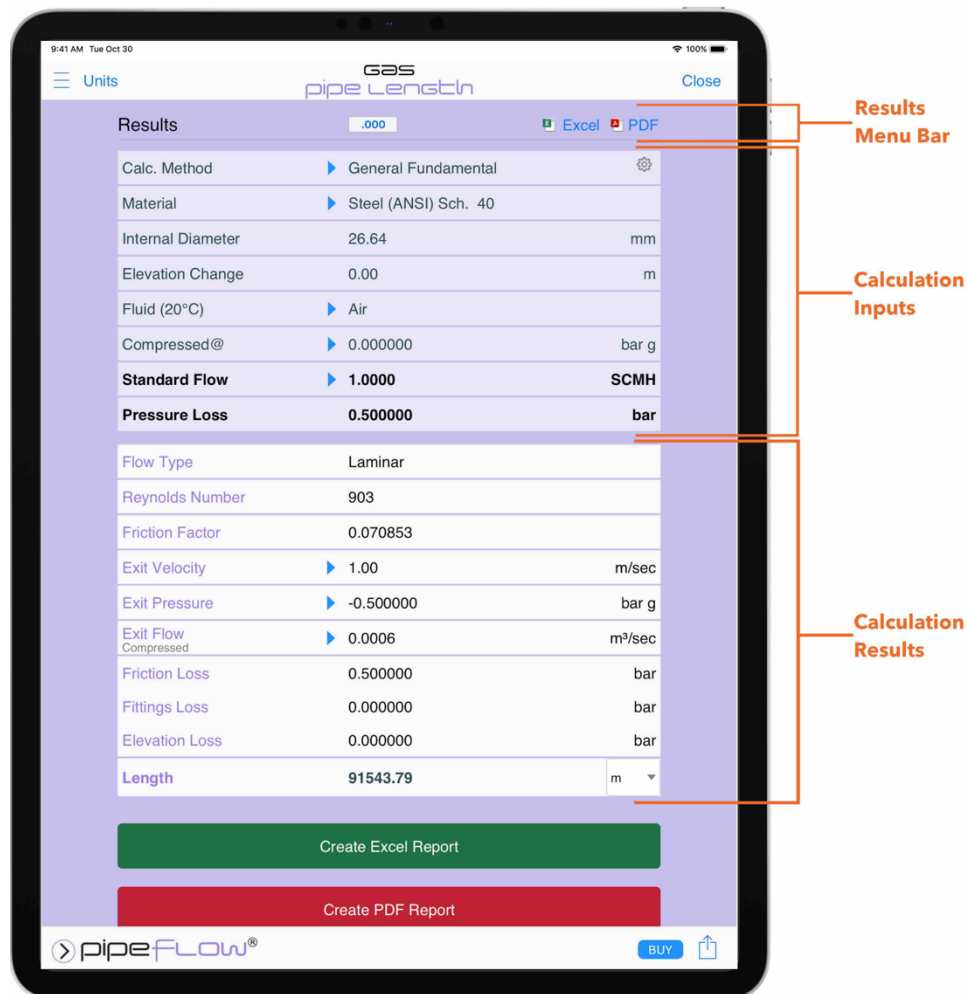 9:41 AM Tue Oct 30 100%
Units Gas pipe Length Close
Results .000 Excel PDF
Results
Menu Bar
Calc. Method General Fundamental
Material Steel (ANSI) Sch. 40
Internal Diameter 26.64 mm
Elevation Change 0.00 m
Fluid (20°C) Air
Compressed@ 0.000000 bar g
Standard Flow 1.0000 SCMH
Pressure Loss 0.500000 bar
Calculation
Inputs
Flow Type Laminar
Reynolds Number 903
Friction Factor 0.070853
Exit Velocity 1.00 m/sec
Exit Pressure -0.500000 bar g
Exit Flow 0.0006 m³/sec
Compressed
Friction Loss 0.500000 bar
Fittings Loss 0.000000 bar
Elevation Loss 0.000000 bar
Length 91543.79 m
Calculation
Results
Create Excel Report
Create PDF Report
pipeFLOW® BUY